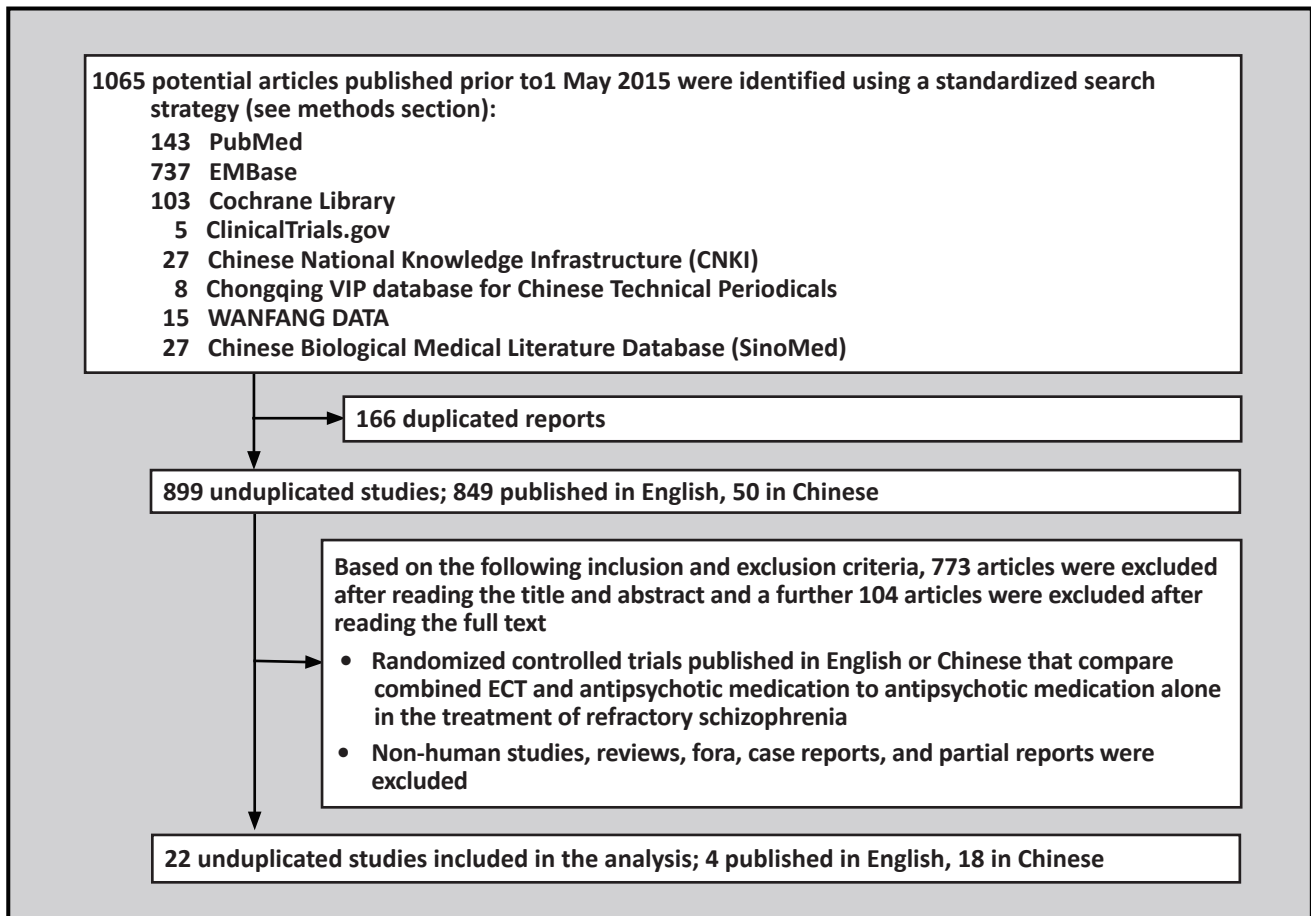 1065 potential articles published prior to1 May 2015 were identified using a standardized search
strategy (see methods section):
143 PubMed
737 EMBase
103 Cochrane Library
5 ClinicalTrials.gov
27 Chinese National Knowledge Infrastructure (CNKI)
8 Chongqing VIP database for Chinese Technical Periodicals
15 WANFANG DATA
27 Chinese Biological Medical Literature Database (SinoMed)
166 duplicated reports
899 unduplicated studies; 849 published in English, 50 in Chinese
Based on the following inclusion and exclusion criteria, 773 articles were excluded
after reading the title and abstract and a further 104 articles were excluded after
reading the full text
• Randomized controlled trials published in English or Chinese that compare
combined ECT and antipsychotic medication to antipsychotic medication alone
in the treatment of refractory schizophrenia
• Non-human studies, reviews, fora, case reports, and partial reports were
excluded
22 unduplicated studies included in the analysis; 4 published in English, 18 in Chinese